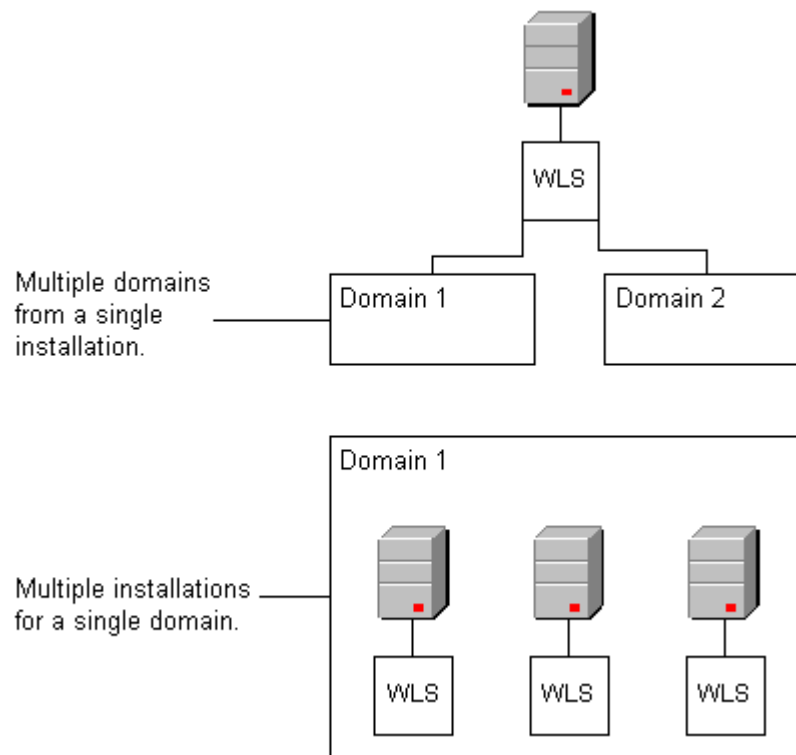 WLS
Multiple domains
from a single
installation.
Domain 1
Domain 2
Domain 1
Multiple installations
for a single domain.
WLS
WLS
WLS